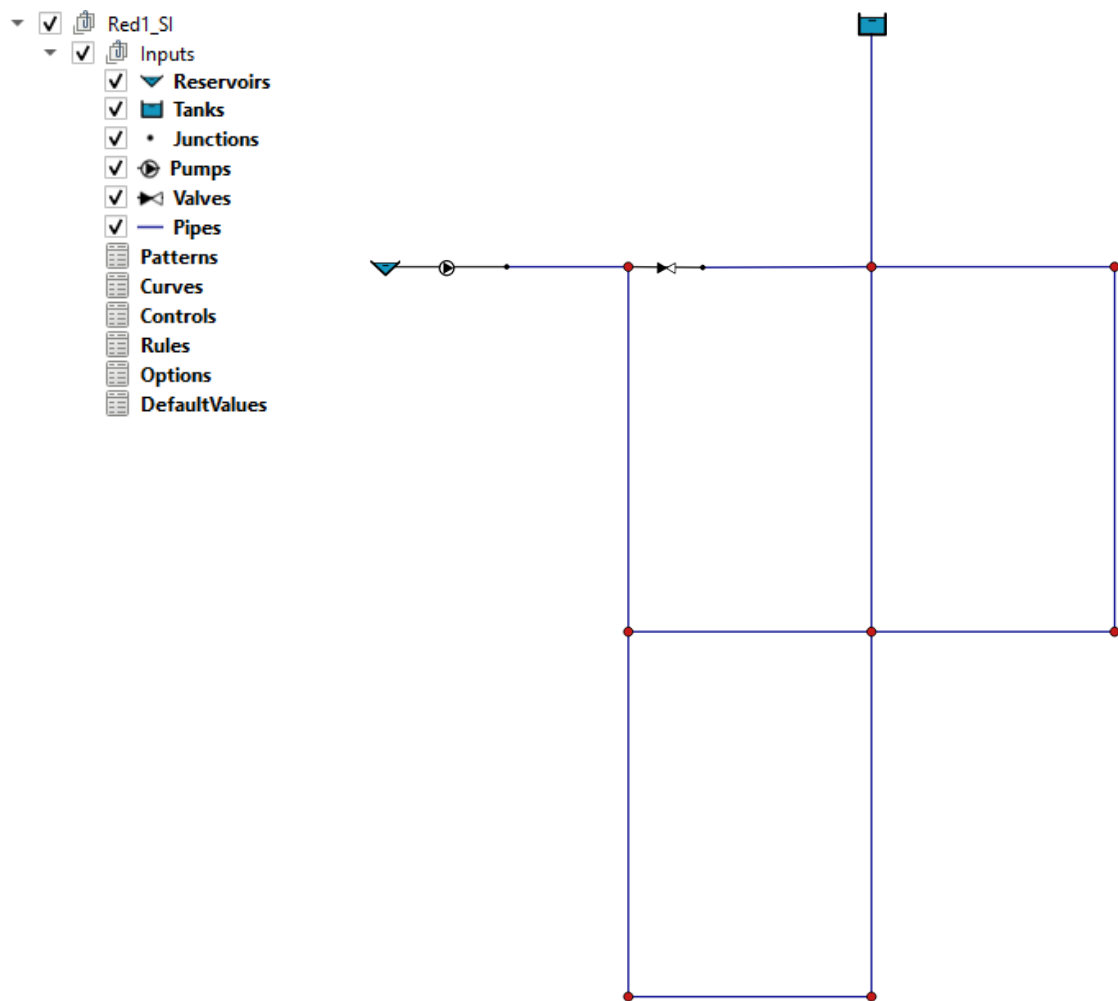 Red1_SI
Inputs
Reservoirs
Tanks
Junctions
Pumps
Valves
Pipes
Patterns
Curves
Controls
Rules
Options
DefaultValues